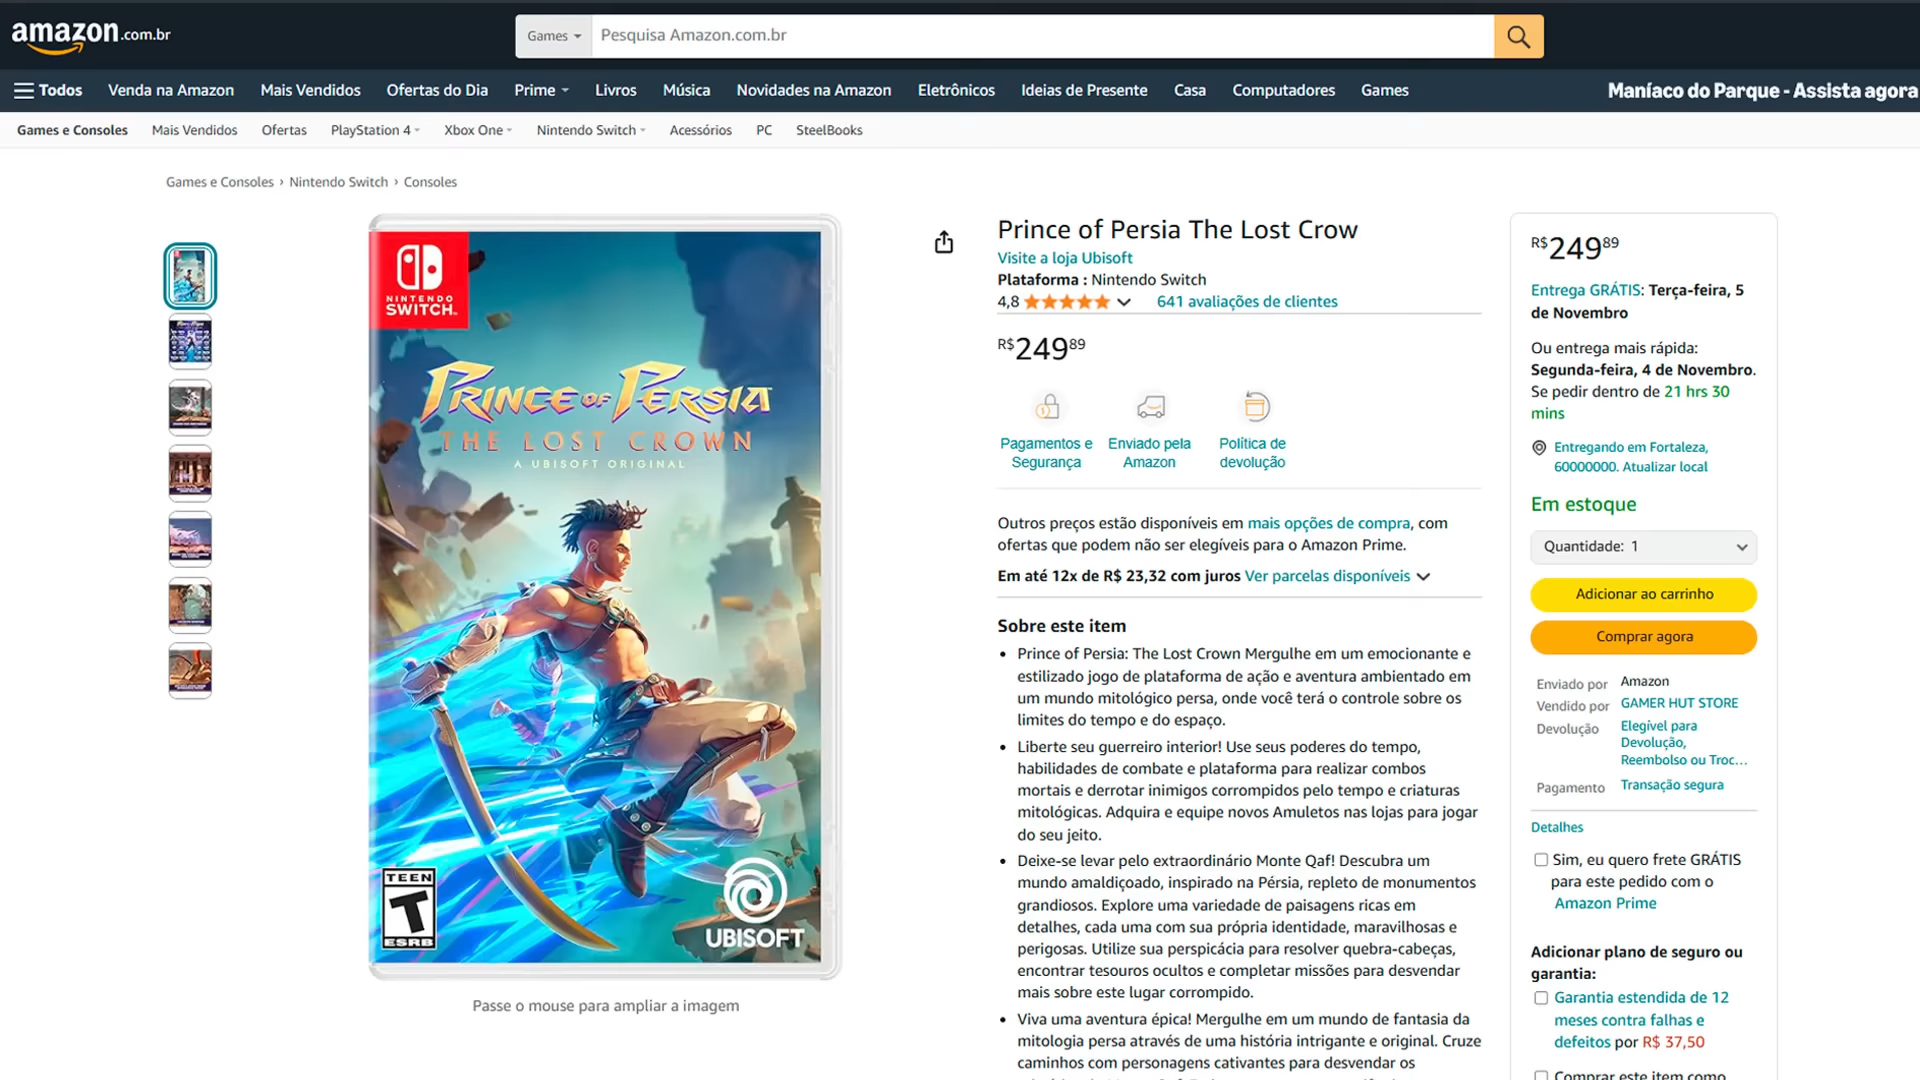 amazon.com.br
Games
Pesquisa Amazon.com.br
Todos
Venda na Amazon
Mais Vendidos
Ofertas do Dia
Prime
Livros
Música
Novidades na Amazon
Eletrônicos
Ideias de Presente
Casa
Computadores
Games
Maníaco do Parque - Assista agora
Games e Consoles
Mais Vendidos
Ofertas
PlayStation 4
Xbox One
Nintendo Switch
Acessórios
PC
SteelBooks
Games e Consoles › Nintendo Switch › Consoles
NINTENDO
SWITCH
PRINCE OF PERSIA
THE LOST CROWN
A UBISOFT ORIGINAL
TEEN
T
ESRB
UBISOFT
Passe o mouse para ampliar a imagem
Prince of Persia The Lost Crow
Visite a loja Ubisoft
Plataforma : Nintendo Switch
4,8
641 avaliações de clientes
R$24989
Pagamentos e
Segurança
Enviado pela
Amazon
Política de
devolução
Outros preços estão disponíveis em mais opções de compra, com
ofertas que podem não ser elegíveis para o Amazon Prime.
Em até 12x de R$ 23,32 com juros Ver parcelas disponíveis
Sobre este item
• Prince of Persia: The Lost Crown Mergulhe em um emocionante e
estilizado jogo de plataforma de ação e aventura ambientado em
um mundo mitológico persa, onde você terá o controle sobre os
limites do tempo e do espaço.
• Liberte seu guerreiro interior! Use seus poderes do tempo,
habilidades de combate e plataforma para realizar combos
mortais e derrotar inimigos corrompidos pelo tempo e criaturas
mitológicas. Adquira e equipe novos Amuletos nas lojas para jogar
do seu jeito.
• Deixe-se levar pelo extraordinário Monte Qaf! Descubra um
mundo amaldiçoado, inspirado na Pérsia, repleto de monumentos
grandiosos. Explore uma variedade de paisagens ricas em
detalhes, cada uma com sua própria identidade, maravilhosas e
perigosas. Utilize sua perspicácia para resolver quebra-cabeças,
encontrar tesouros ocultos e completar missões para desvendar
mais sobre este lugar corrompido.
• Viva uma aventura épica! Mergulhe em um mundo de fantasia da
mitologia persa através de uma história intrigante e original. Cruze
caminhos com personagens cativantes para desvendar os
R$24989
Entrega GRÁTIS: Terça-feira, 5
de Novembro
Ou entrega mais rápida:
Segunda-feira, 4 de Novembro.
Se pedir dentro de 21 hrs 30
mins
Entregando em Fortaleza,
60000000. Atualizar local
Em estoque
Quantidade: 1
Adicionar ao carrinho
Comprar agora
Enviado por Amazon
Vendido por GAMER HUT STORE
Devolução Elegível para
Devolução,
Reembolso ou Troc...
Pagamento Transação segura
Detalhes
Sim, eu quero frete GRÁTIS
para este pedido com o
Amazon Prime
Adicionar plano de seguro ou
garantia:
Garantia estendida de 12
meses contra falhas e
defeitos por R$ 37,50
Comprar este item como